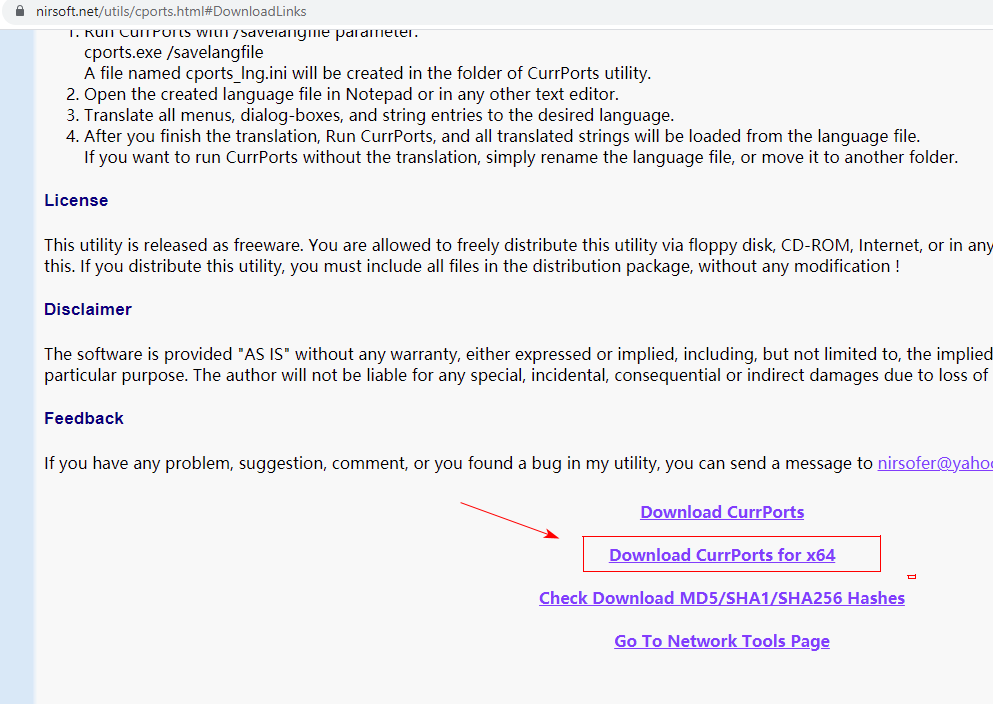 nirsoft.net/utils/cports.html#DownloadLinks
1. Run CurrPorts with /savelangfile parameter:
cports.exe /savelangfile
A file named cports_lng.ini will be created in the folder of CurrPorts utility.
2. Open the created language file in Notepad or in any other text editor.
3. Translate all menus, dialog-boxes, and string entries to the desired language.
4. After you finish the translation, Run CurrPorts, and all translated strings will be loaded from the language file.
If you want to run CurrPorts without the translation, simply rename the language file, or move it to another folder.
License
This utility is released as freeware. You are allowed to freely distribute this utility via floppy disk, CD-ROM, Internet, or in any
this. If you distribute this utility, you must include all files in the distribution package, without any modification !
Disclaimer
The software is provided "AS IS" without any warranty, either expressed or implied, including, but not limited to, the implied
particular purpose. The author will not be liable for any special, incidental, consequential or indirect damages due to loss of
Feedback
If you have any problem, suggestion, comment, or you found a bug in my utility, you can send a message to nirsofer@yahoo
Download CurrPorts
Download CurrPorts for x64
Check Download MD5/SHA1/SHA256 Hashes
Go To Network Tools Page